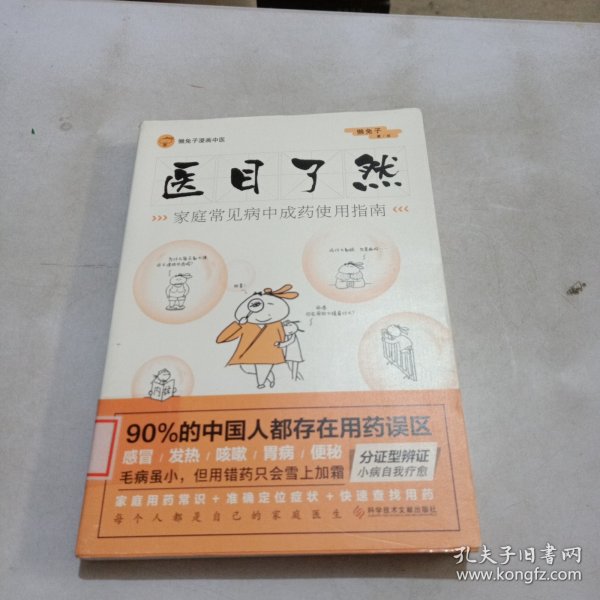 懒兔子漫画中医
懒兔子
医目了然
>>> 家庭常见病中成药使用指南 <<<
90%的中国人都存在用药误区
感冒/发热/咳嗽/胃病/便秘
分证型辨证
毛病虽小，但用错药只会雪上加霜
小病自我疗愈
家庭用药常识+准确定位症状+快速查找用药
每个人都是自己的家庭医生
科学技术文献出版社
孔夫子旧书网
www.kongfz.com